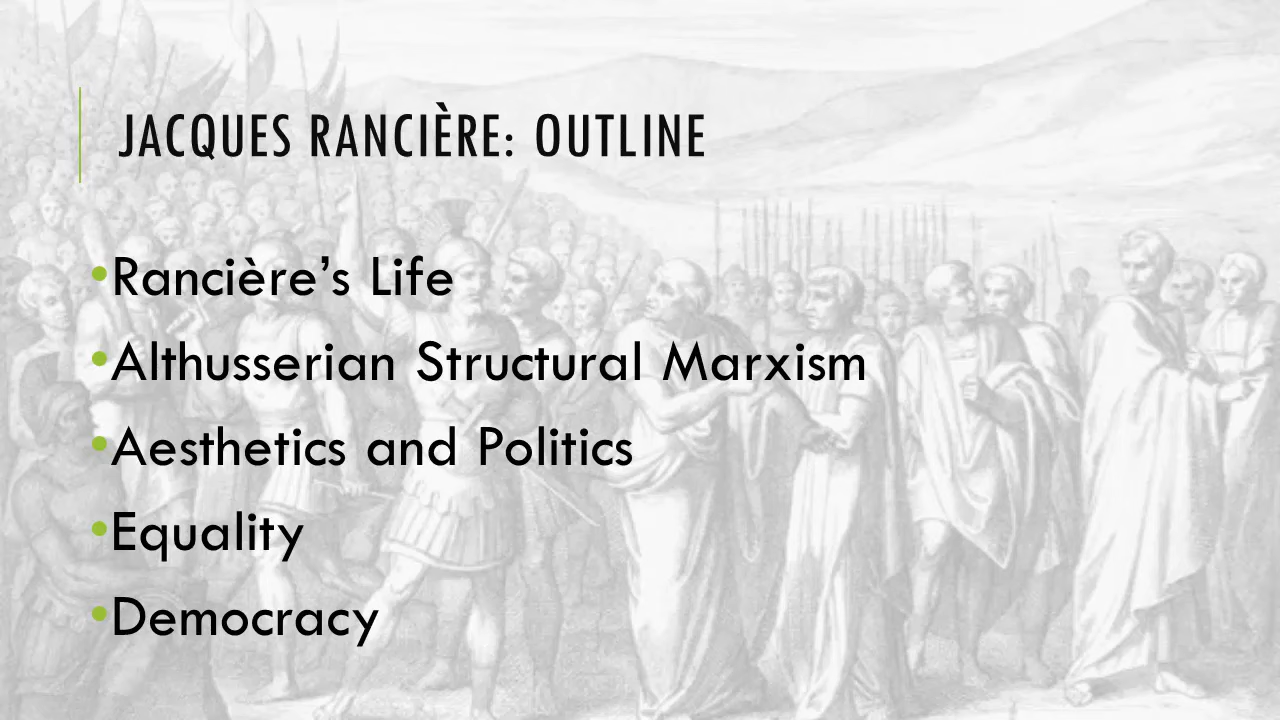 JACQUES RANCIÈRE: OUTLINE
•Rancière’s Life
•Althusserian Structural Marxism
•Aesthetics and Politics
•Equality
•Democracy